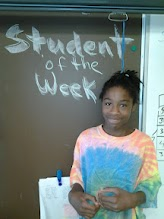 Student
of the
Week